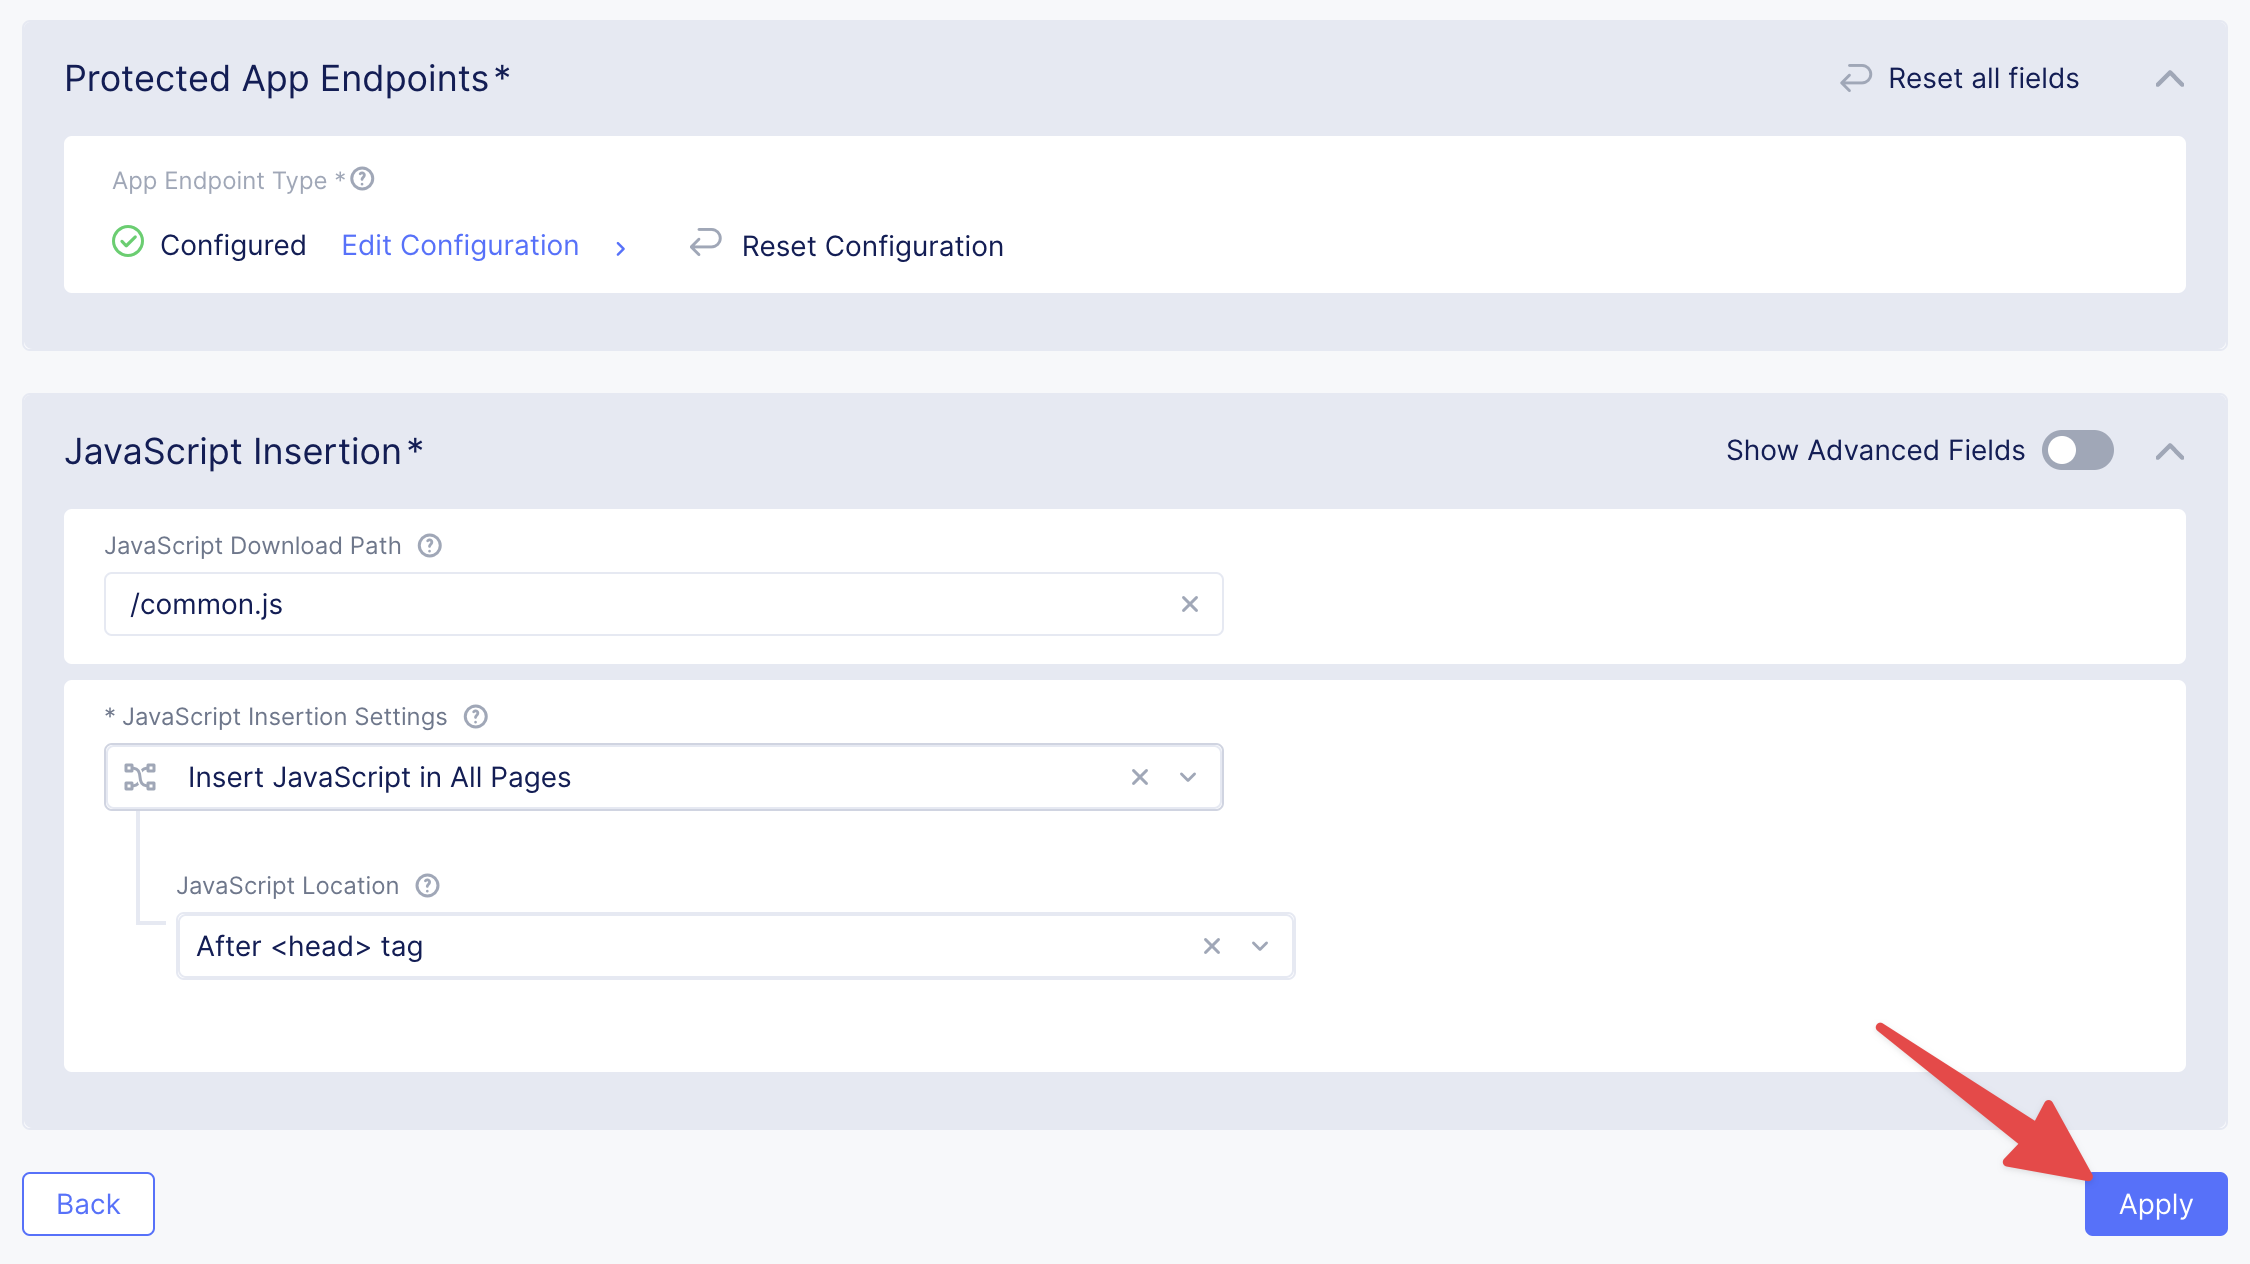 Protected App Endpoints*
Reset all fields
App Endpoint Type *
Configured Edit Configuration Reset Configuration
JavaScript Insertion*
Show Advanced Fields
JavaScript Download Path
/common.js
* JavaScript Insertion Settings
Insert JavaScript in All Pages
JavaScript Location
After <head> tag
Back
Apply